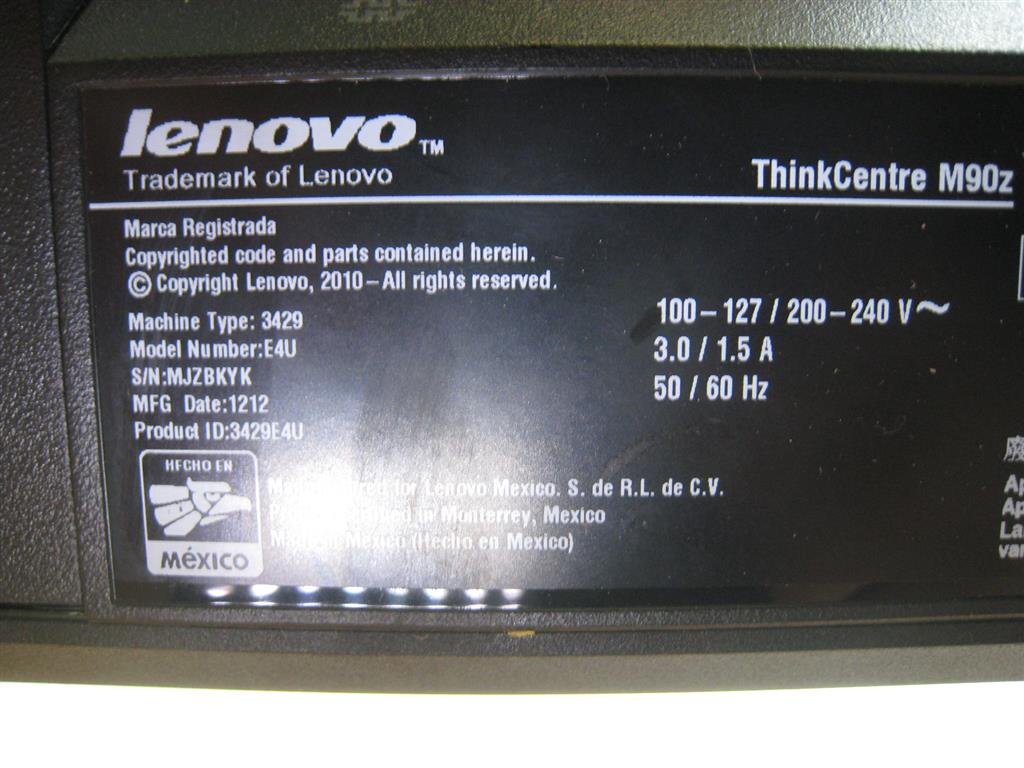 lenovo™
Trademark of Lenovo
ThinkCentre M90z
Marca Registrada
Copyrighted code and parts contained herein.
© Copyright Lenovo, 2010–All rights reserved.
Machine Type: 3429
Model Number:E4U
S/N:MJZBKYK
MFG Date:1212
Product ID:3429E4U
100–127 / 200–240 V~
3.0 / 1.5 A
50 / 60 Hz
HECHO EN
MéXICO
for Lenovo Mexico. S. de R.L. de C.V.
in Monterrey, Mexico
in Mexico (Hecho en Mexico)